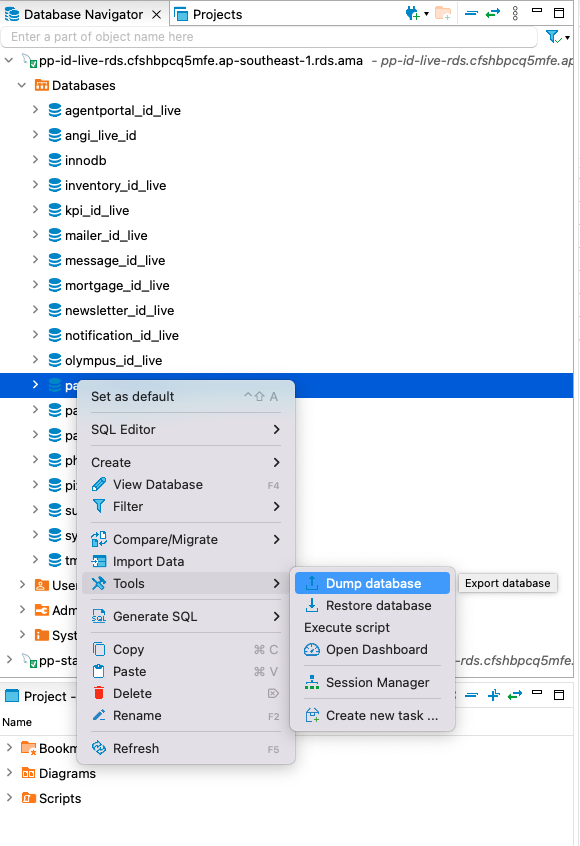 Database Navigator
Projects
Enter a part of object name here
pp-id-live-rds.cfshbpcq5mfe.ap-southeast-1.rds.ama - pp-id-live-rds.cfshbpcq5mfe.ap
Databases
agentportal_id_live
angi_live_id
innodb
inventory_id_live
kpi_id_live
mailer_id_live
message_id_live
mortgage_id_live
newsletter_id_live
notification_id_live
olympus_id_live
pa
pa
pa
ph
pi
su
sy
tm
User
Adm
Syst
pp-sta
-rds.cfshbpcq5mfe.
Set as default ^⇧ A
SQL Editor
Create
View Database F4
Filter
Compare/Migrate
Import Data
Tools
Generate SQL
Copy ⌘ C
Paste ⌘ V
Delete ⌦
Rename F2
Refresh F5
Dump database
Restore database
Execute script
Open Dashboard
Session Manager
Create new task ...
Export database
Project -
Name
Bookm
Diagrams
Scripts